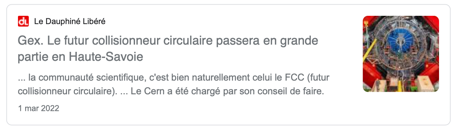 dL Le Dauphiné Libéré
Gex. Le futur collisionneur circulaire passera en grande
partie en Haute-Savoie
... la communauté scientifique, c'est bien naturellement celui le FCC (futur
collisionneur circulaire). ... Le Cern a été chargé par son conseil de faire.
1 mar 2022